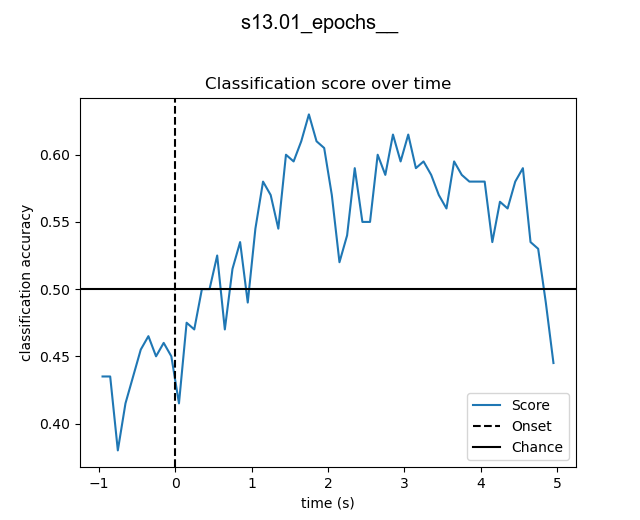 s13.01_epochs__
Classification score over time
classification accuracy
0.60
0.55
0.50
0.45
0.40
−1
0
1
2
3
4
5
time (s)
Score
Onset
Chance